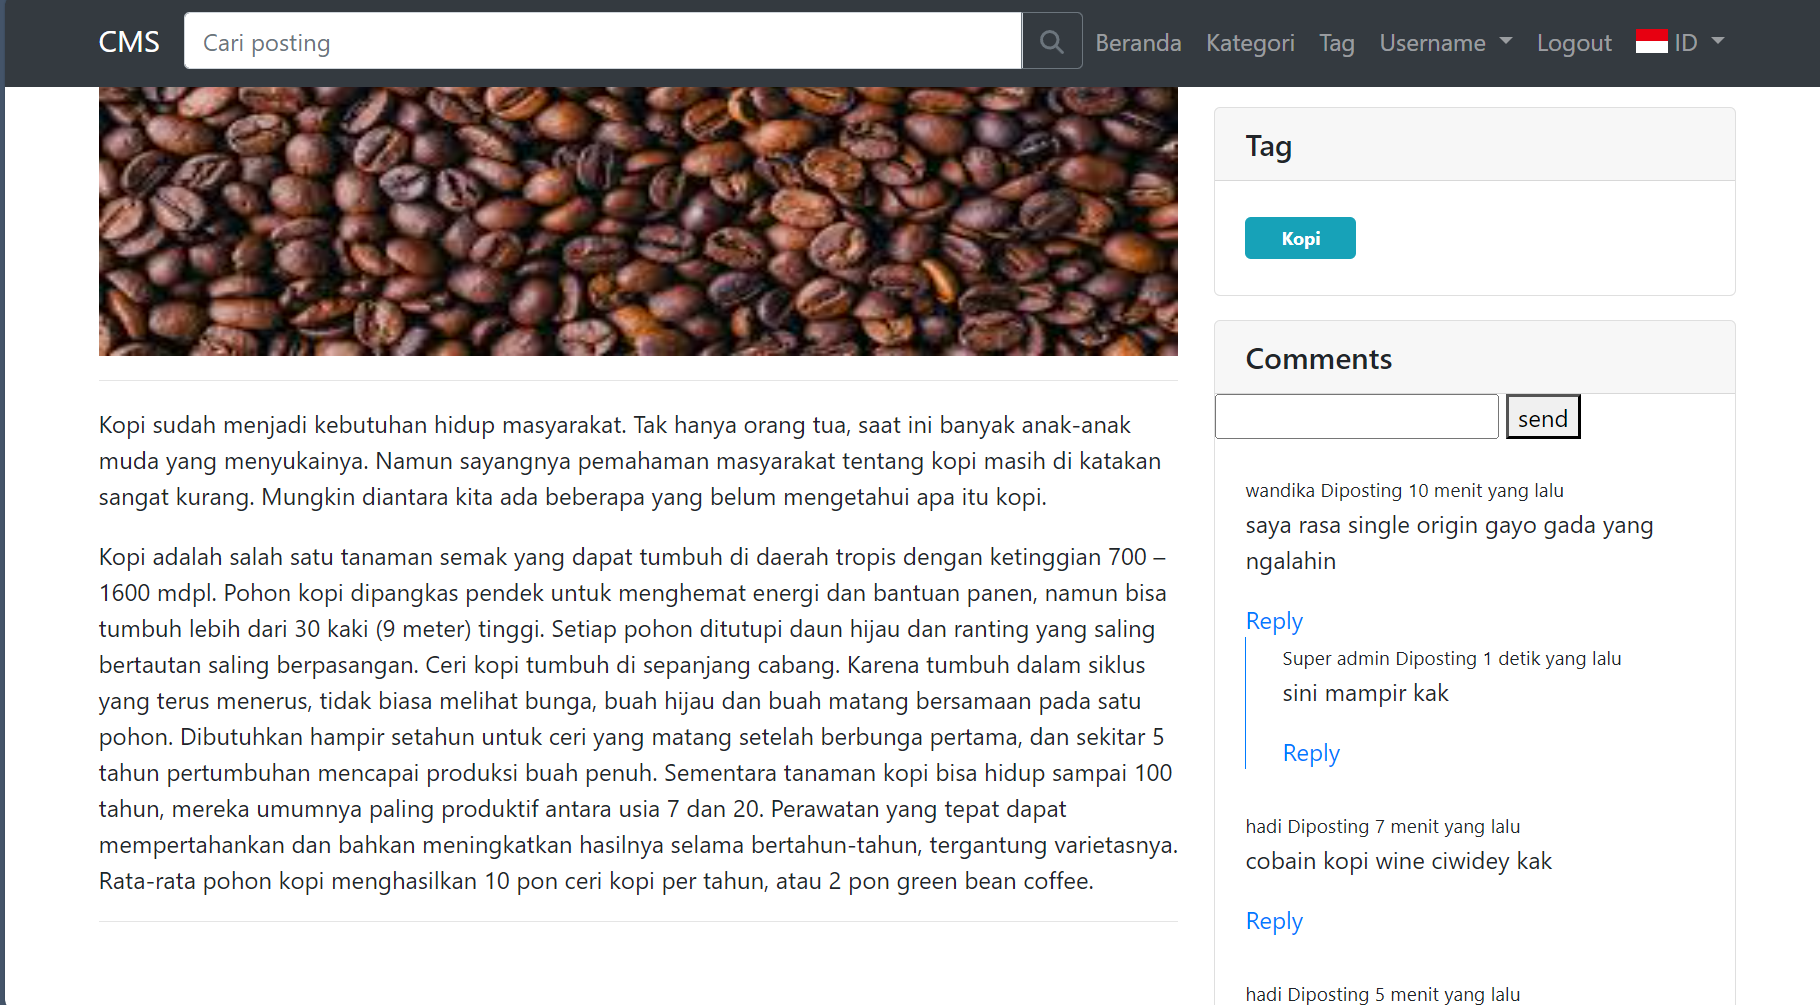 CMS
Cari posting
Beranda
Kategori
Tag
Username
Logout
ID
Kopi sudah menjadi kebutuhan hidup masyarakat. Tak hanya orang tua, saat ini banyak anak-anak
muda yang menyukainya. Namun sayangnya pemahaman masyarakat tentang kopi masih di katakan
sangat kurang. Mungkin diantara kita ada beberapa yang belum mengetahui apa itu kopi.
Kopi adalah salah satu tanaman semak yang dapat tumbuh di daerah tropis dengan ketinggian 700 –
1600 mdpl. Pohon kopi dipangkas pendek untuk menghemat energi dan bantuan panen, namun bisa
tumbuh lebih dari 30 kaki (9 meter) tinggi. Setiap pohon ditutupi daun hijau dan ranting yang saling
bertautan saling berpasangan. Ceri kopi tumbuh di sepanjang cabang. Karena tumbuh dalam siklus
yang terus menerus, tidak biasa melihat bunga, buah hijau dan buah matang bersamaan pada satu
pohon. Dibutuhkan hampir setahun untuk ceri yang matang setelah berbunga pertama, dan sekitar 5
tahun pertumbuhan mencapai produksi buah penuh. Sementara tanaman kopi bisa hidup sampai 100
tahun, mereka umumnya paling produktif antara usia 7 dan 20. Perawatan yang tepat dapat
mempertahankan dan bahkan meningkatkan hasilnya selama bertahun-tahun, tergantung varietasnya.
Rata-rata pohon kopi menghasilkan 10 pon ceri kopi per tahun, atau 2 pon green bean coffee.
Tag
Kopi
Comments
send
wandika Diposting 10 menit yang lalu
saya rasa single origin gayo gada yang
ngalahin
Reply
Super admin Diposting 1 detik yang lalu
sini mampir kak
Reply
hadi Diposting 7 menit yang lalu
cobain kopi wine ciwidey kak
Reply
hadi Diposting 5 menit yang lalu